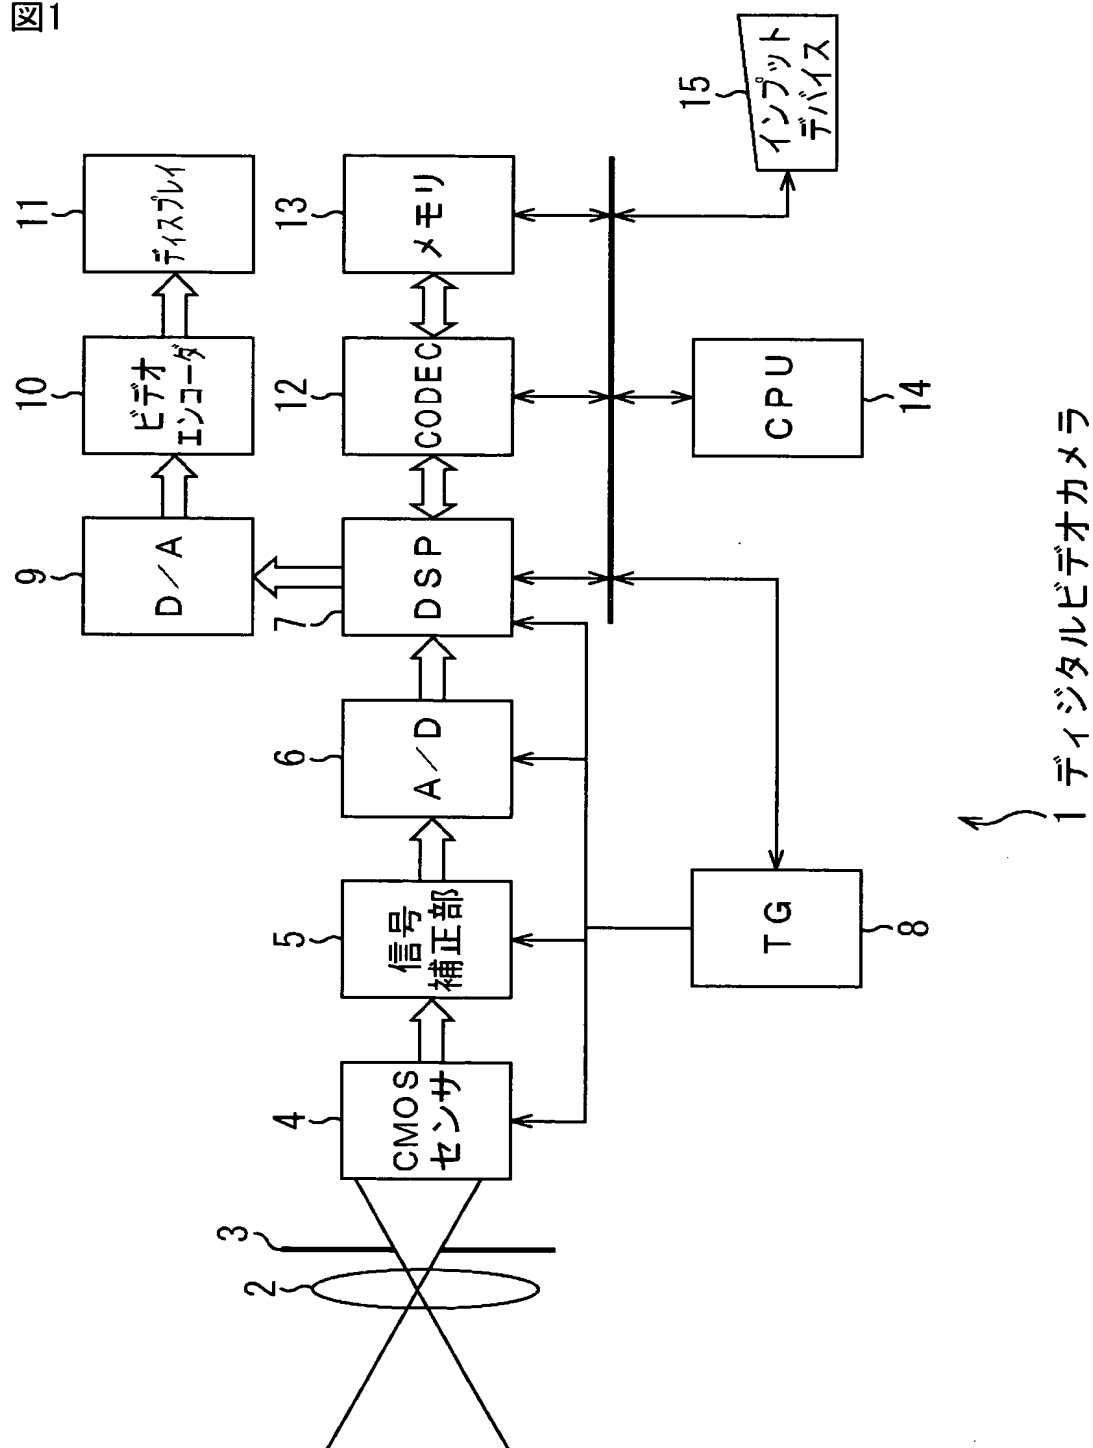 図1
11
ディスプレイ
10
ビデオ
エンコーダ
9
D/A
13
メモリ
12
CODEC
7
DSP
6
A/D
5
信号
補正部
4
CMOS
センサ
3
2
15
インプット
デバイス
CPU
14
TG
8
1 ディジタルビデオカメラ